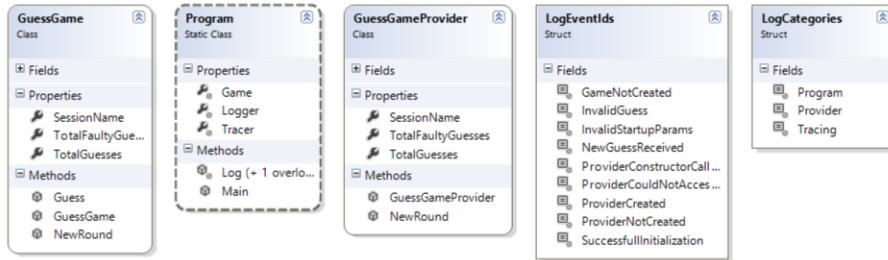 GuessGame
Class
Fields
Properties
SessionName
TotalFaultyGue...
TotalGuesses
Methods
Guess
GuessGame
NewRound
Program
Static Class
Properties
Game
Logger
Tracer
Methods
Log (+ 1 overlo...
Main
GuessGameProvider
Class
Fields
Properties
SessionName
TotalFaultyGuesses
TotalGuesses
Methods
GuessGameProvider
NewRound
LogEventIds
Struct
Fields
GameNotCreated
InvalidGuess
InvalidStartupParams
NewGuessReceived
ProviderConstructorCall...
ProviderCouldNotAcces...
ProviderCreated
ProviderNotCreated
SuccessfullInitialization
LogCategories
Struct
Fields
Program
Provider
Tracing